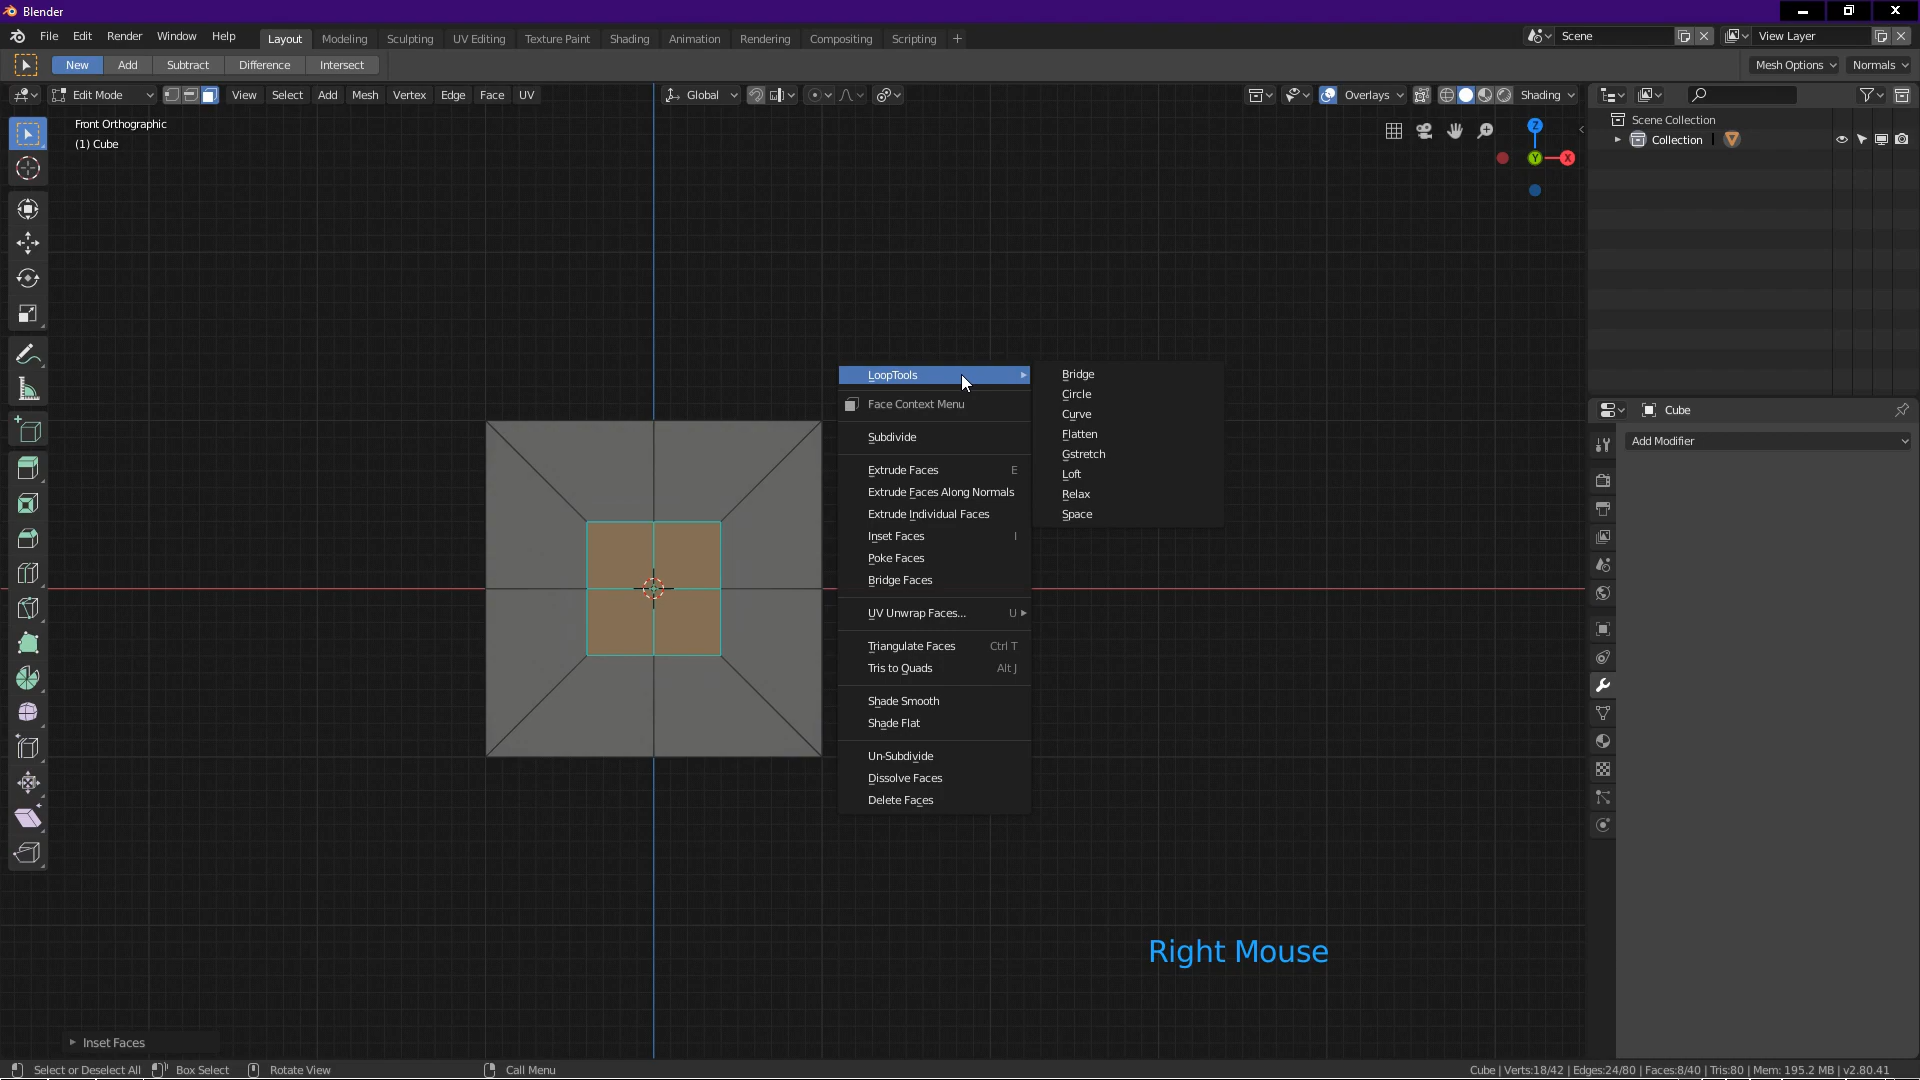 Blender
File Edit Render Window Help Layout Modeling Sculpting UV Editing Texture Paint Shading Animation Rendering Compositing Scripting + Scene View Layer
New Add Subtract Difference Intersect Mesh Options Normals
Edit Mode View Select Add Mesh Vertex Edge Face UV Global Overlays Shading
Front Orthographic
(1) Cube
Z
Y
X
Scene Collection
Collection
LoopTools
Face Context Menu
Subdivide
Extrude Faces E
Extrude Faces Along Normals
Extrude Individual Faces
Inset Faces I
Poke Faces
Bridge Faces
UV Unwrap Faces... U
Triangulate Faces Ctrl T
Tris to Quads Alt J
Shade Smooth
Shade Flat
Un-Subdivide
Dissolve Faces
Delete Faces
Bridge
Circle
Curve
Flatten
Gstretch
Loft
Relax
Space
Cube
Add Modifier
Right Mouse
Inset Faces
Select or Deselect All Box Select Rotate View Call Menu Cube | Verts:18/42 | Edges:24/80 | Faces:8/40 | Tris:80 | Mem: 195.2 MB | v2.80.41